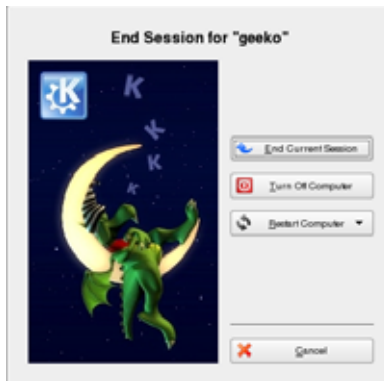 End Session for "geeko"
K
K
K
K
K
End Current Session
Turn Off Computer
Restart Computer
Cancel